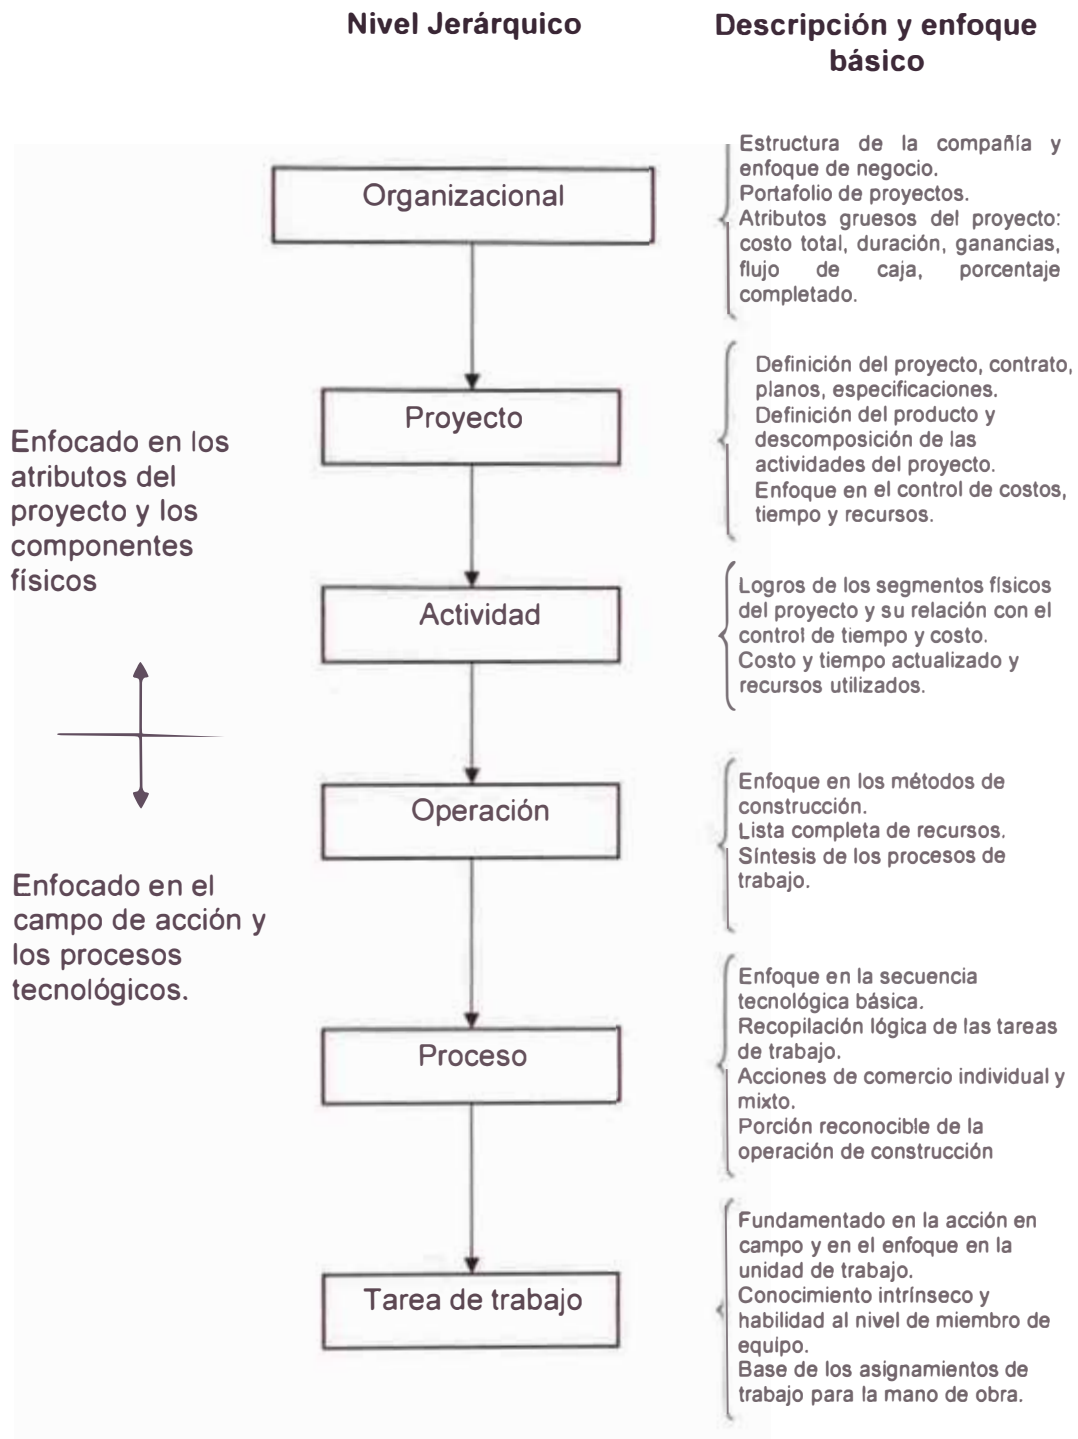 Nivel Jerárquico
Descripción y enfoque
básico
Organizacional
Estructura de la compañía y
enfoque de negocio.
Portafolio de proyectos.
Atributos gruesos del proyecto:
costo total, duración, ganancias,
flujo de caja, porcentaje
completado.
Proyecto
Definición del proyecto, contrato,
planos, especificaciones.
Definición del producto y
descomposición de las
actividades del proyecto.
Enfoque en el control de costos,
tiempo y recursos.
Enfocado en los
atributos del
proyecto y los
componentes
físicos
Actividad
Logros de los segmentos físicos
del proyecto y su relación con el
control de tiempo y costo.
Costo y tiempo actualizado y
recursos utilizados.
Operación
Enfoque en los métodos de
construcción.
Lista completa de recursos.
Síntesis de los procesos de
trabajo.
Enfocado en el
campo de acción y
los procesos
tecnológicos.
Proceso
Enfoque en la secuencia
tecnológica básica.
Recopilación lógica de las tareas
de trabajo.
Acciones de comercio individual y
mixto.
Porción reconocible de la
operación de construcción
Tarea de trabajo
Fundamentado en la acción en
campo y en el enfoque en la
unidad de trabajo.
Conocimiento intrínseco y
habilidad al nivel de miembro de
equipo.
Base de los asignamientos de
trabajo para la mano de obra.